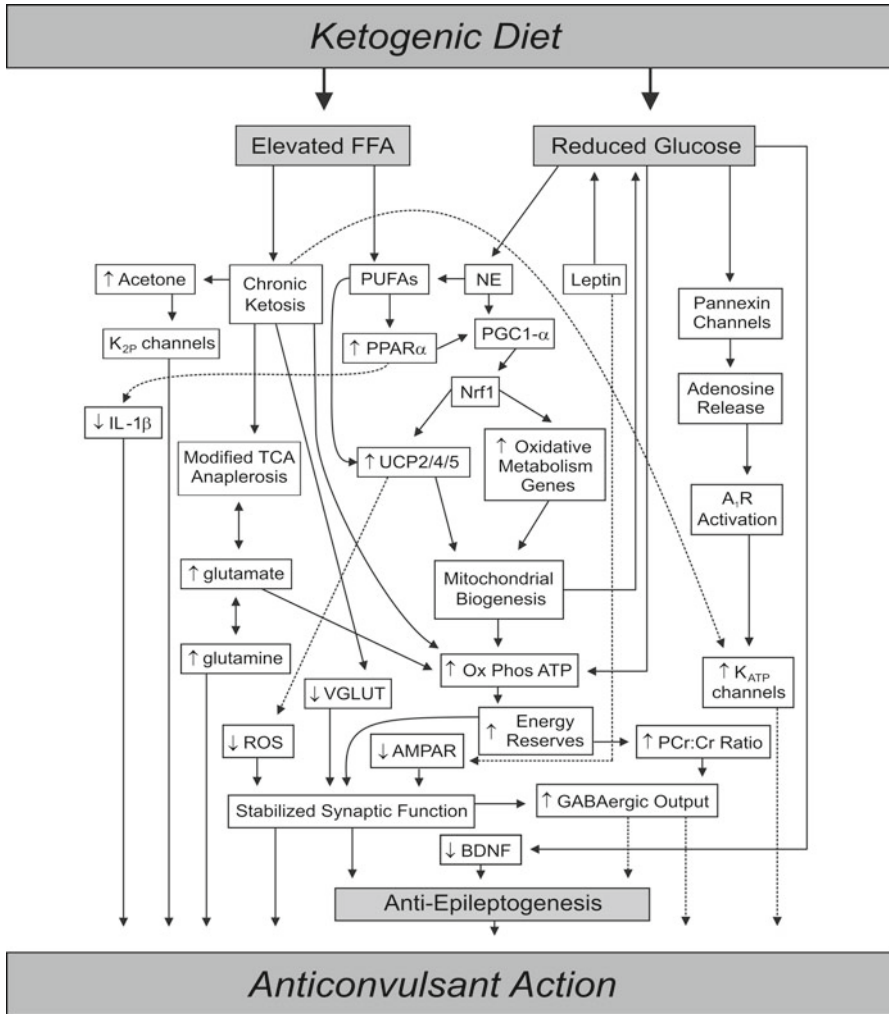 Ketogenic Diet
Elevated FFA
Reduced Glucose
↑ Acetone
Chronic
Ketosis
PUFAs
NE
Leptin
Pannexin
Channels
K2P channels
↑ PPARα
PGC1-α
Nrf1
Adenosine
Release
↓ IL-1β
Modified TCA
Anaplerosis
↑ UCP2/4/5
↑ Oxidative
Metabolism
Genes
A1R
Activation
↑ glutamate
Mitochondrial
Biogenesis
↑ glutamine
↑ Ox Phos ATP
↑ KATP
channels
↓ VGLUT
↑ Energy
Reserves
↓ ROS
↓ AMPAR
↑ PCr:Cr Ratio
Stabilized Synaptic Function
↑ GABAergic Output
↓ BDNF
Anti-Epileptogenesis
Anticonvulsant Action